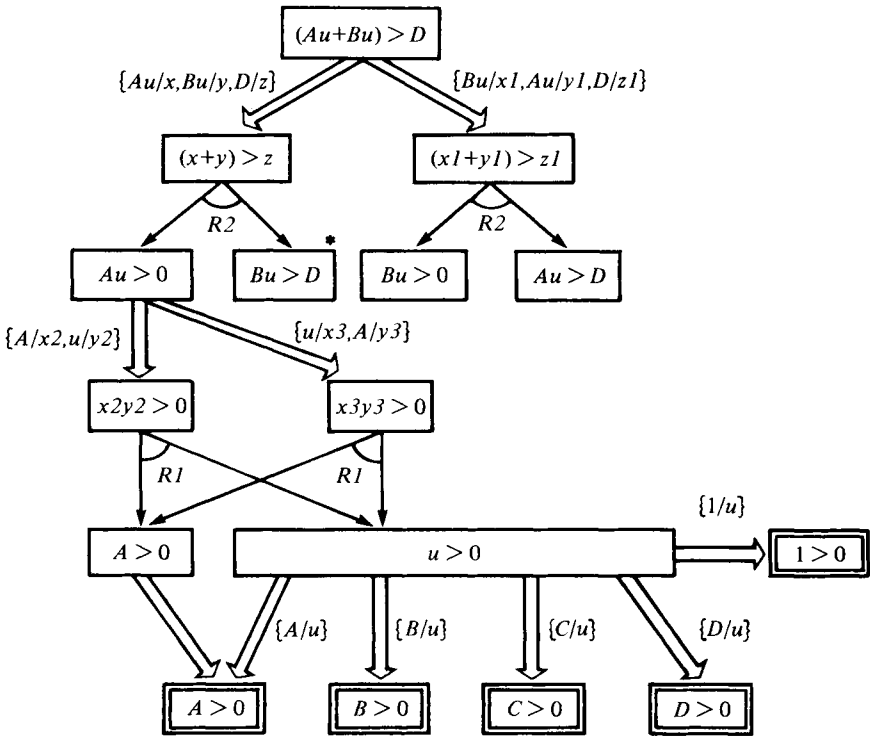 (Au+Bu) > D
{Au/x,Bu/y,D/z}
{Bu/x1,Au/y1,D/z1}
(x+y) > z
(x1+y1) > z1
R2
R2
Au > 0
Bu > D
*
Bu > 0
Au > D
{A/x2,u/y2}
{u/x3,A/y3}
x2y2 > 0
x3y3 > 0
R1
R1
A > 0
u > 0
{1/u}
1 > 0
{A/u}
{B/u}
{C/u}
{D/u}
A > 0
B > 0
C > 0
D > 0